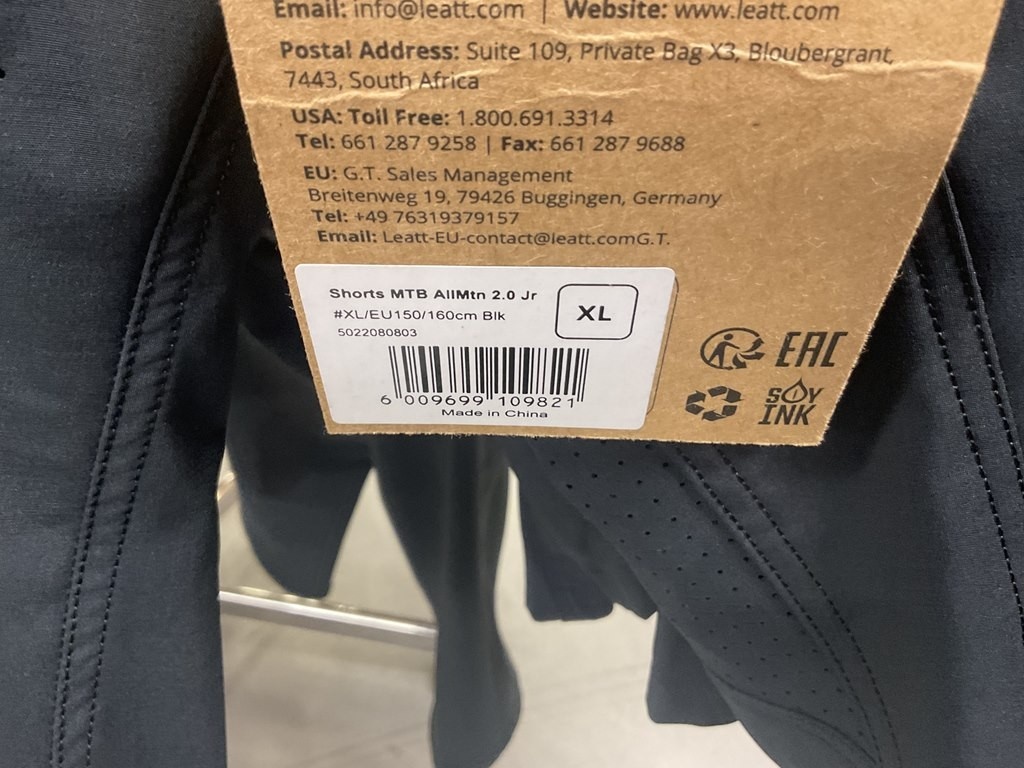 Email: info@leatt.com | Website: www.leatt.com
Postal Address: Suite 109, Private Bag X3, Bloubergrant,
7443, South Africa
USA: Toll Free: 1.800.691.3314
Tel: 661 287 9258 | Fax: 661 287 9688
EU: G.T. Sales Management
Breitenweg 19, 79426 Buggingen, Germany
Tel: +49 76319379157
Email: Leatt-EU-contact@leatt.comG.T.
Shorts MTB AllMtn 2.0 Jr
#XL/EU150/160cm Blk
5022080803
XL
6 009699 109821
Made in China
EAC
SOY
INK